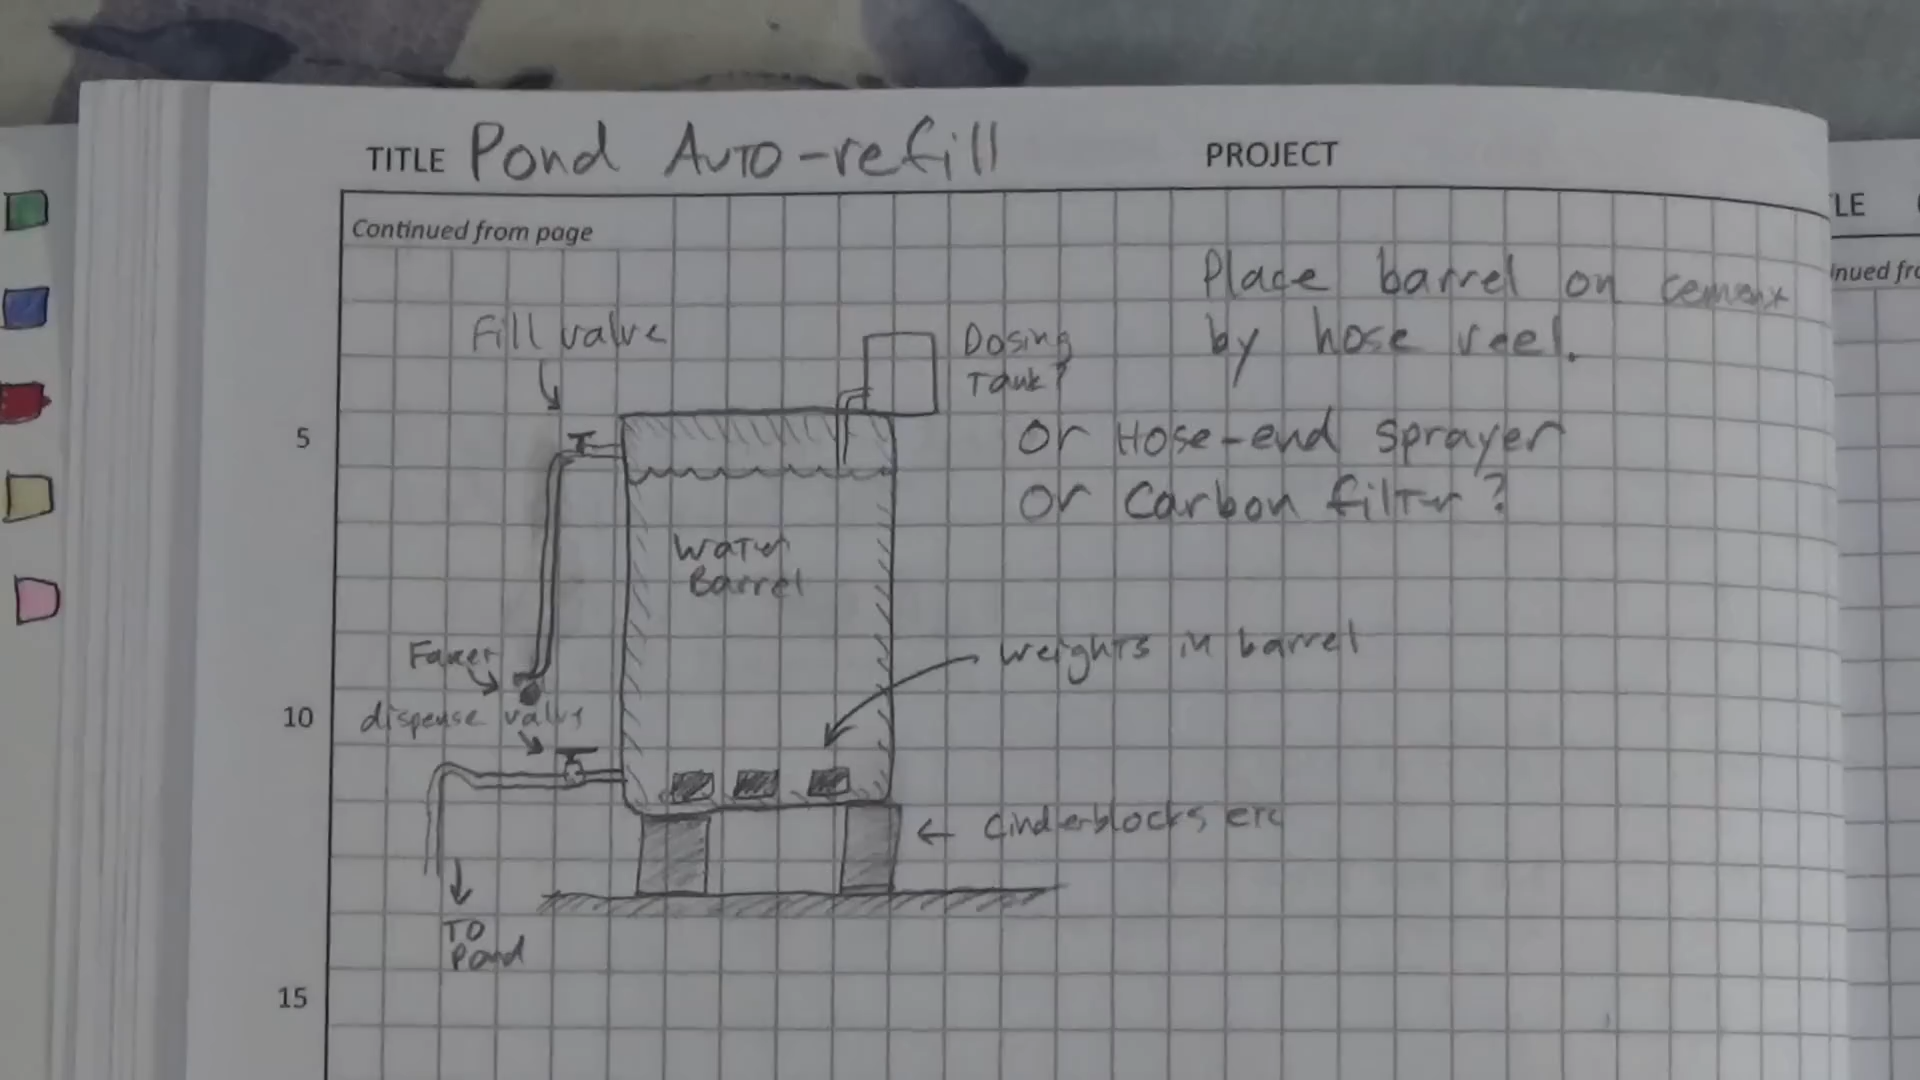 TITLE Pond Auto-refill
PROJECT
Continued from page
Place barrel on cement
by hose reel.
Fill valve
Dosing
Tank?
or Hose-end sprayer
or Carbon filter?
Water
Barrel
Faucet
dispense valve
weights in barrel
Cinderblocks etc
To
Pond
5
10
15
LE